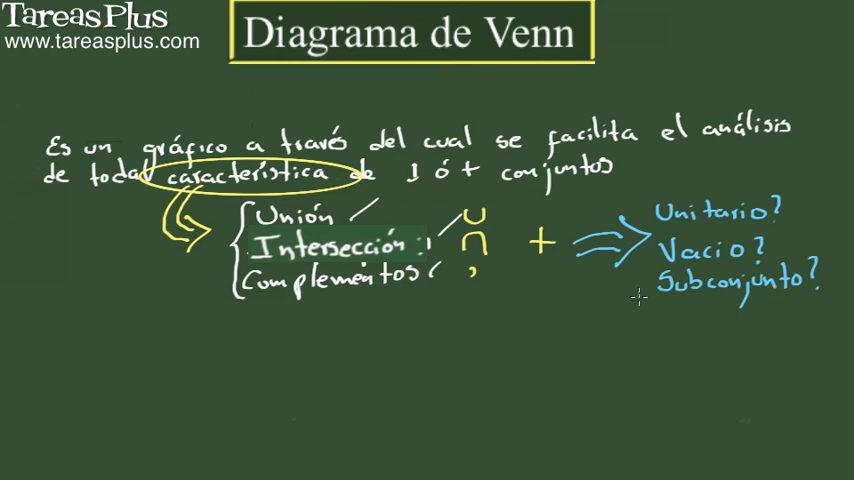 TareasPlus
www.tareasplus.com
Diagrama de Venn
Es un gráfico a través del cual se facilita el análisis
de toda característica de 1 ó + conjuntos
Unión ∪
Intersección: ∩
Complementos '
+
Unitario?
Vacio?
Subconjunto?